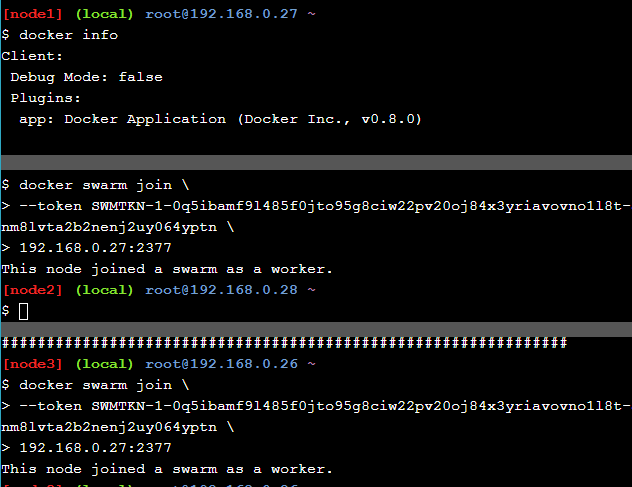 [node1] (local) root@192.168.0.27 ~
$ docker info
Client:
 Debug Mode: false
 Plugins:
  app: Docker Application (Docker Inc., v0.8.0)
$ docker swarm join \
> --token SWMTKN-1-0q5ibamf9l485f0jto95g8ciw22pv20oj84x3yriavovno1l8t-
nm8lvta2b2nenj2uy064yptn \
> 192.168.0.27:2377
This node joined a swarm as a worker.
[node2] (local) root@192.168.0.28 ~
$
###############################################################
[node3] (local) root@192.168.0.26 ~
$ docker swarm join \
> --token SWMTKN-1-0q5ibamf9l485f0jto95g8ciw22pv20oj84x3yriavovno1l8t-
nm8lvta2b2nenj2uy064yptn \
> 192.168.0.27:2377
This node joined a swarm as a worker.